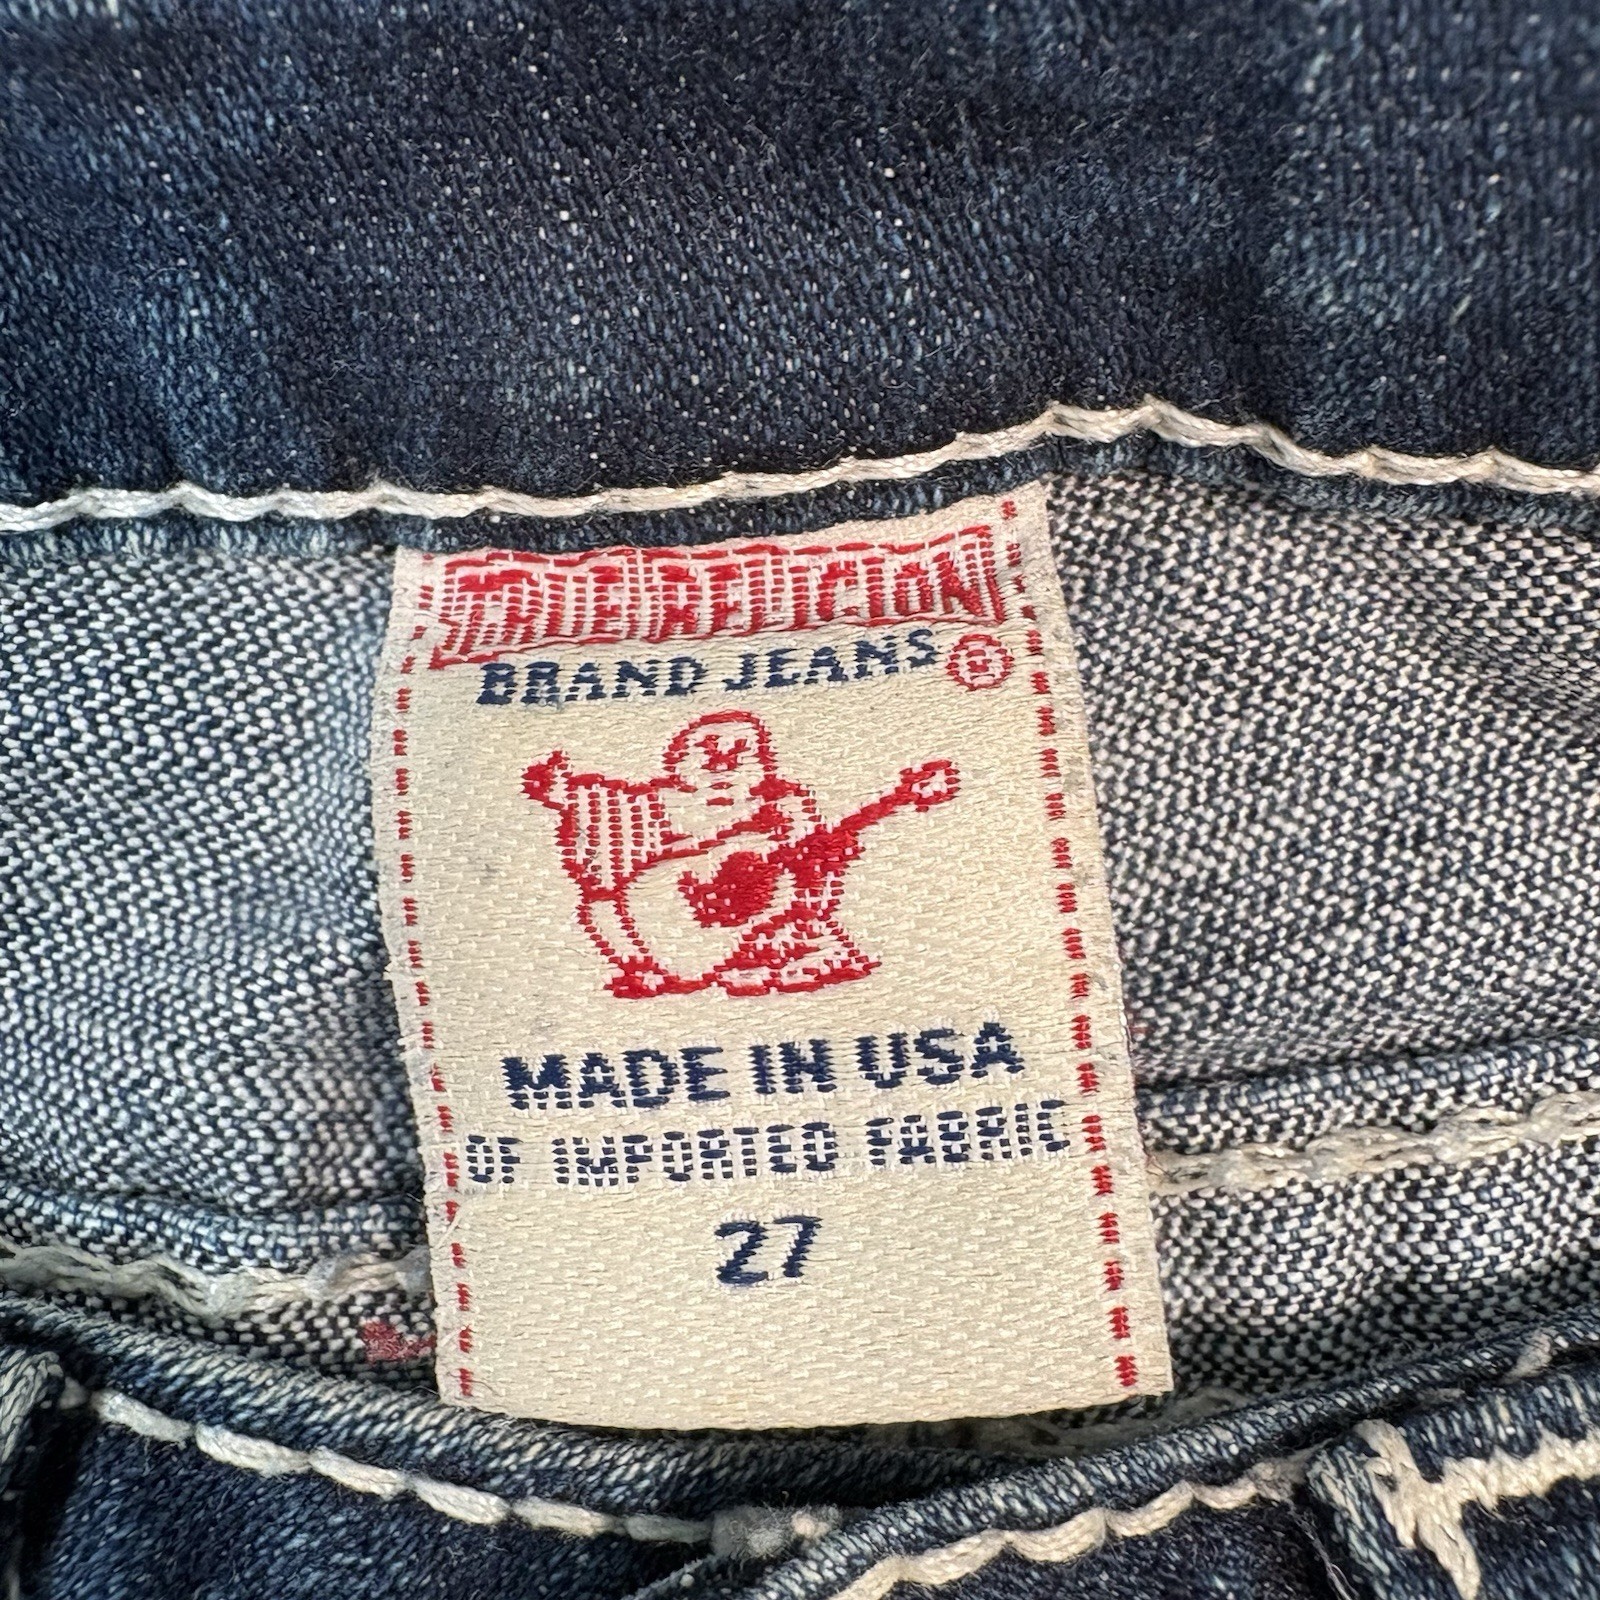 TRUE RELIGION
BRAND JEANS ®
MADE IN USA
OF IMPORTED FABRIC
27